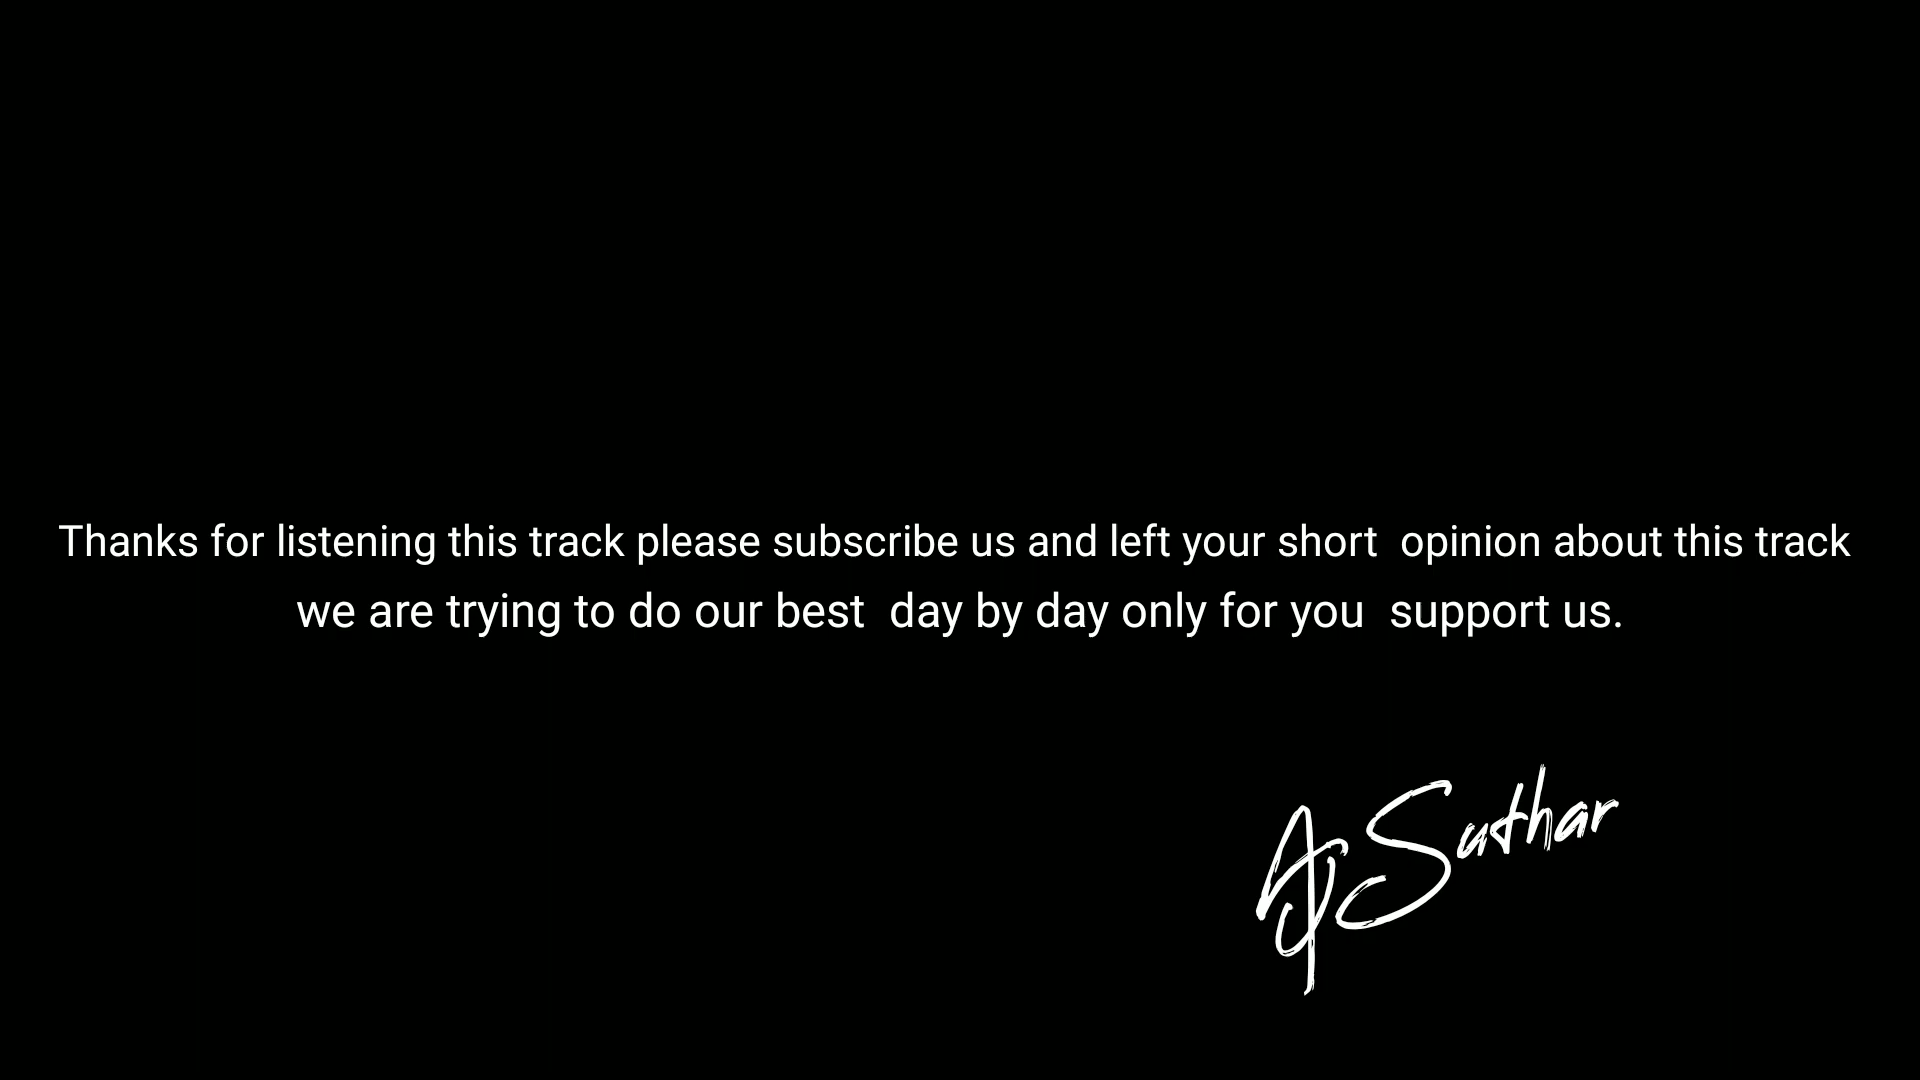 Thanks for listening this track please subscribe us and left your short opinion about this track
we are trying to do our best day by day only for you support us.
AJ Suthar